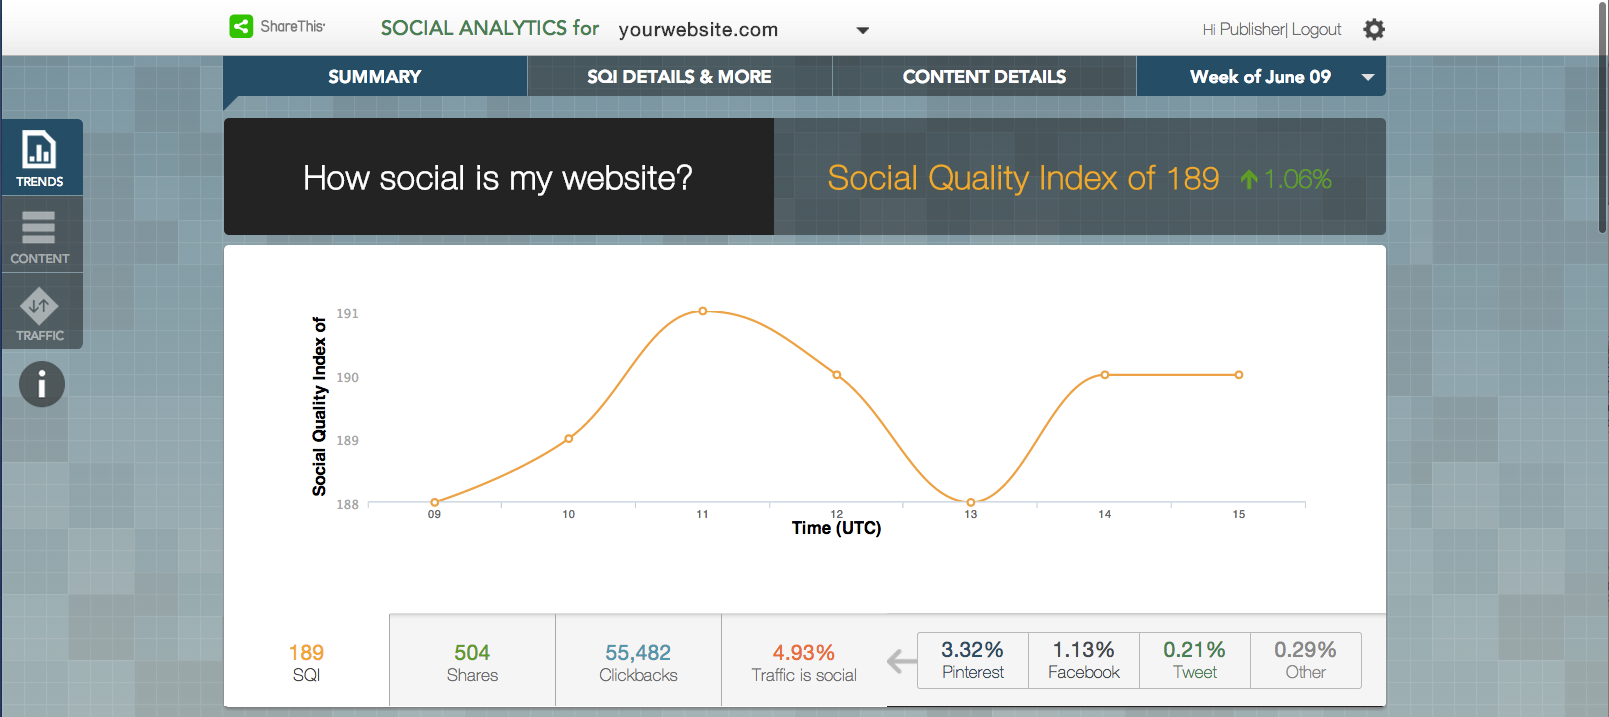 ShareThis
SOCIAL ANALYTICS for yourwebsite.com
Hi Publisher| Logout
SUMMARY
SQI DETAILS & MORE
CONTENT DETAILS
Week of June 09
TRENDS
CONTENT
TRAFFIC
i
How social is my website?
Social Quality Index of 189 1.06%
Social Quality Index of
191
190
189
188
09 10 11 12 13 14 15
Time (UTC)
189
SQI
504
Shares
55,482
Clickbacks
4.93%
Traffic is social
3.32%
Pinterest
1.13%
Facebook
0.21%
Tweet
0.29%
Other